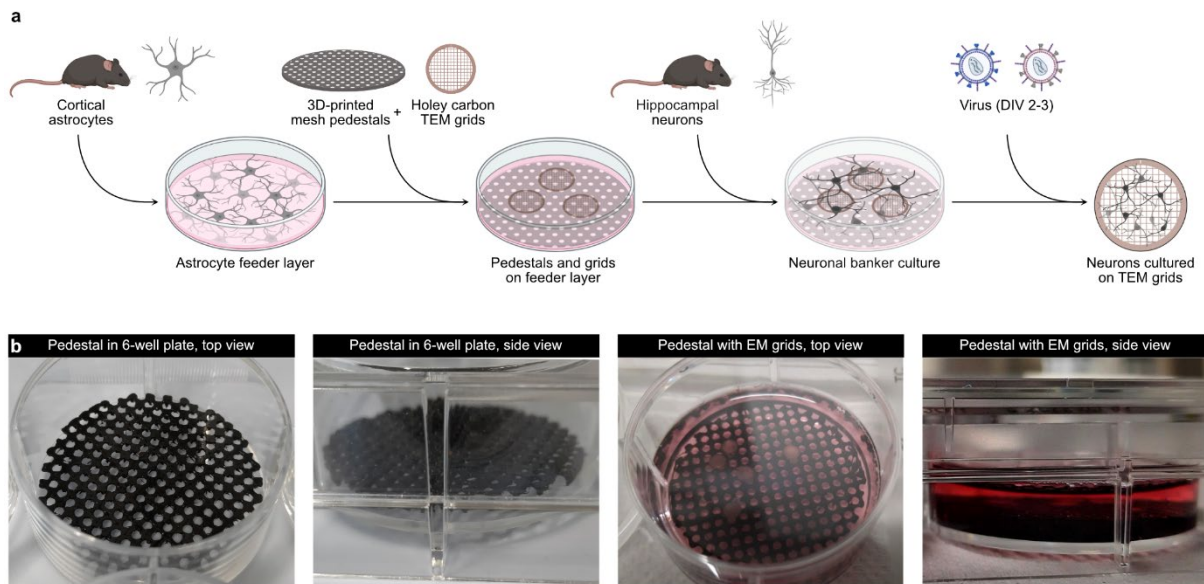 a
Cortical
astrocytes
3D-printed
mesh pedestals
+
Holey carbon
TEM grids
Hippocampal
neurons
Virus (DIV 2-3)
Astrocyte feeder layer
Pedestals and grids
on feeder layer
Neuronal banker culture
Neurons cultured
on TEM grids
b
Pedestal in 6-well plate, top view
Pedestal in 6-well plate, side view
Pedestal with EM grids, top view
Pedestal with EM grids, side view